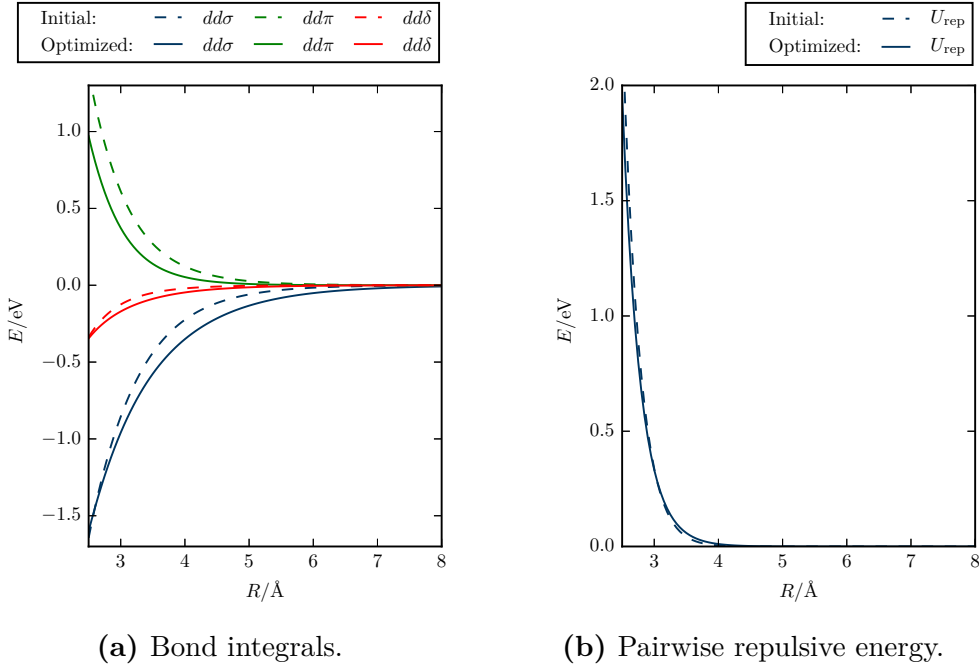 Initial: ddσ ddπ ddδ
Optimized: ddσ ddπ ddδ
1.0
0.5
0.0
−0.5
−1.0
−1.5
E/eV
3 4 5 6 7 8
R/Å
(a) Bond integrals.
Initial: U_rep
Optimized: U_rep
2.0
1.5
1.0
0.5
0.0
E/eV
3 4 5 6 7 8
R/Å
(b) Pairwise repulsive energy.